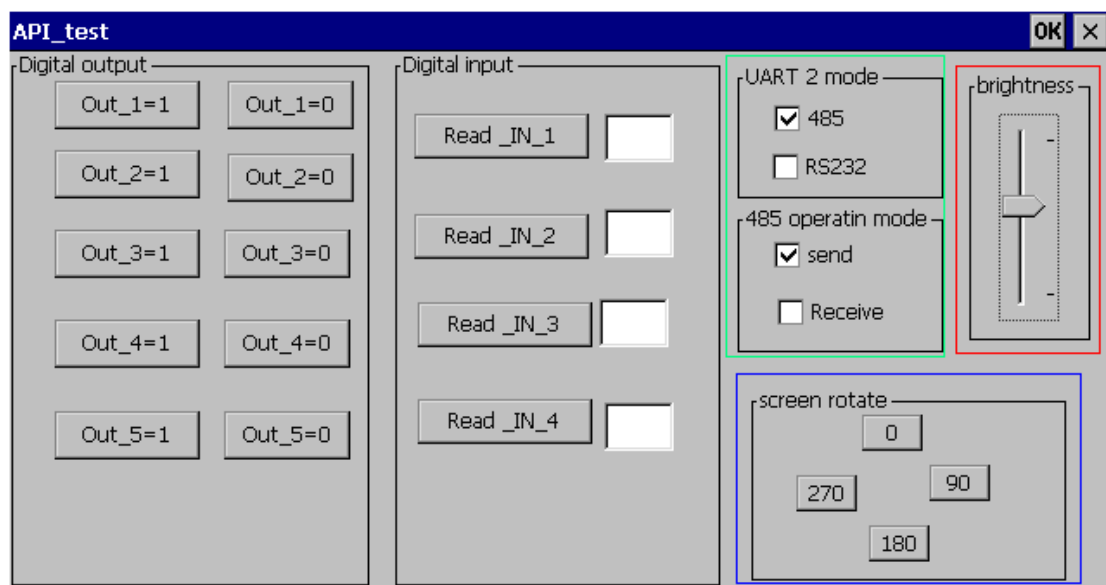 API_test
OK ×
Digital output
Out_1=1 Out_1=0
Out_2=1 Out_2=0
Out_3=1 Out_3=0
Out_4=1 Out_4=0
Out_5=1 Out_5=0
Digital input
Read _IN_1
Read _IN_2
Read _IN_3
Read _IN_4
UART 2 mode
485
RS232
485 operatin mode
send
Receive
brightness
-
-
screen rotate
0
270 90
180